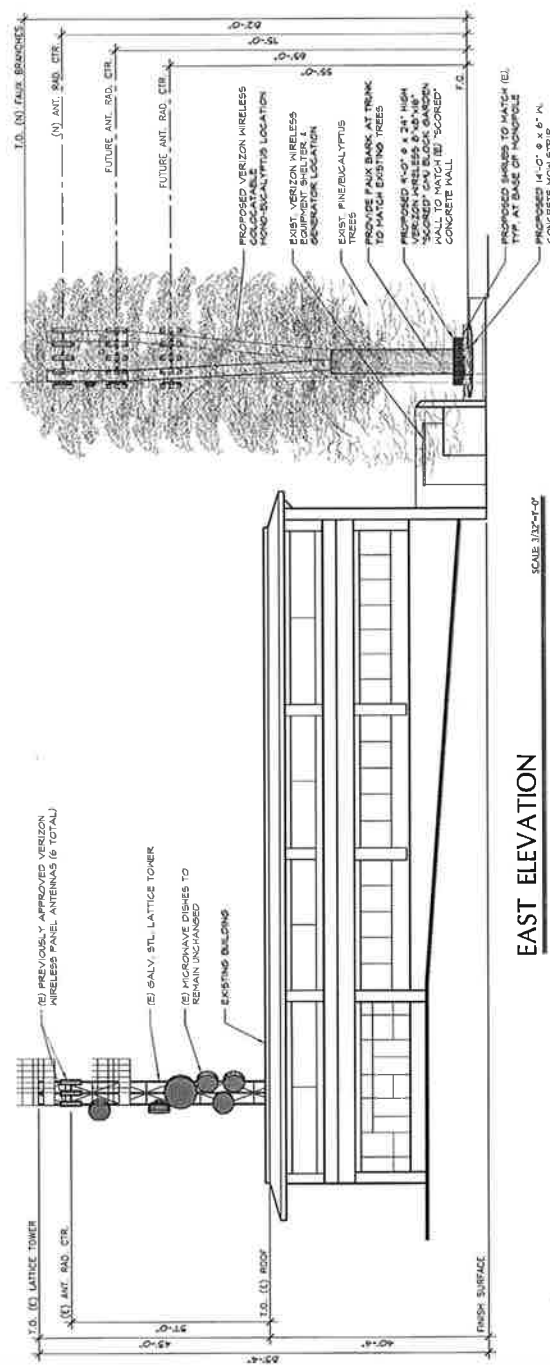 T.O. (N) FAUX BRANCHES
(N) ANT. RAD. CTR.
FUTURE ANT. RAD. CTR.
FUTURE ANT. RAD. CTR.
82'-0"
75'-0"
65'-0"
55'-0"
F.G.
PROPOSED VERIZON WIRELESS
COLLOCATABLE
MONO-EUCALYPTUS LOCATION
EXIST. VERIZON WIRELESS
EQUIPMENT SHELTER &
GENERATOR LOCATION
EXIST. PINE/EUCALYPTUS
TREES
PROVIDE FAUX BARK AT TRUNK
TO MATCH EXISTING TREES
PROPOSED 4'-0" Φ X 24" HIGH
VERIZON WIRELESS 8"x8"x16"
"SCORED" CMU BLOCK GARDEN
WALL TO MATCH (E) "SCORED"
CONCRETE WALL
PROPOSED SHRUBS TO MATCH (E),
TYP. AT BASE OF MONOPOLE
PROPOSED 14'-0" Φ X 6" W.
CONCRETE MOW STRIP
T.O. (E) LATTICE TOWER
(E) ANT. RAD. CTR.
T.O. (E) ROOF
FINISH SURFACE
85'-4"
45'-0"
40'-4"
(E) PREVIOUSLY APPROVED VERIZON
WIRELESS PANEL ANTENNAS (6 TOTAL)
(E) GALV. STL. LATTICE TOWER
(E) MICROWAVE DISHES TO
REMAIN UNCHANGED
EXISTING BUILDING
EAST ELEVATION
SCALE: 3/32"=1'-0"